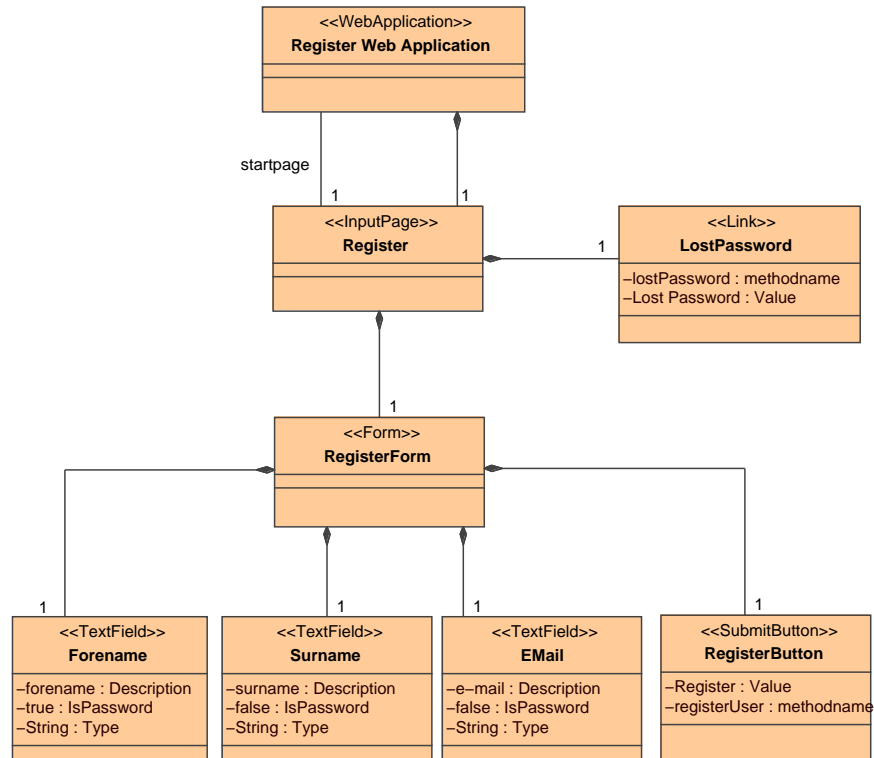 <<WebApplication>>
Register Web Application
startpage
1
1
<<InputPage>>
Register
1
<<Link>>
LostPassword
–lostPassword : methodname
–Lost Password : Value
1
<<Form>>
RegisterForm
1
<<TextField>>
Forename
–forename : Description
–true : IsPassword
–String : Type
1
<<TextField>>
Surname
–surname : Description
–false : IsPassword
–String : Type
1
<<TextField>>
EMail
–e–mail : Description
–false : IsPassword
–String : Type
1
<<SubmitButton>>
RegisterButton
–Register : Value
–registerUser : methodname